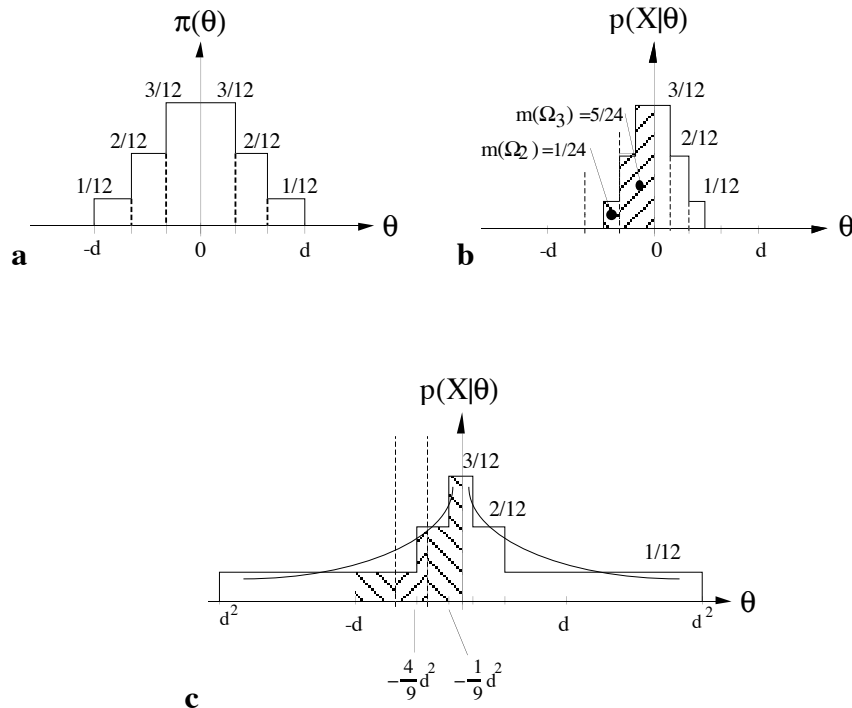 π(θ)
3/12 3/12
2/12 2/12
1/12 1/12
θ
-d 0 d
a
p(X|θ)
3/12
m(Ω₃) =5/24
2/12
m(Ω₂) =1/24
1/12
θ
-d 0 d
b
p(X|θ)
3/12
2/12
1/12
θ
d² -d d d²
-4/9 d² -1/9 d²
c